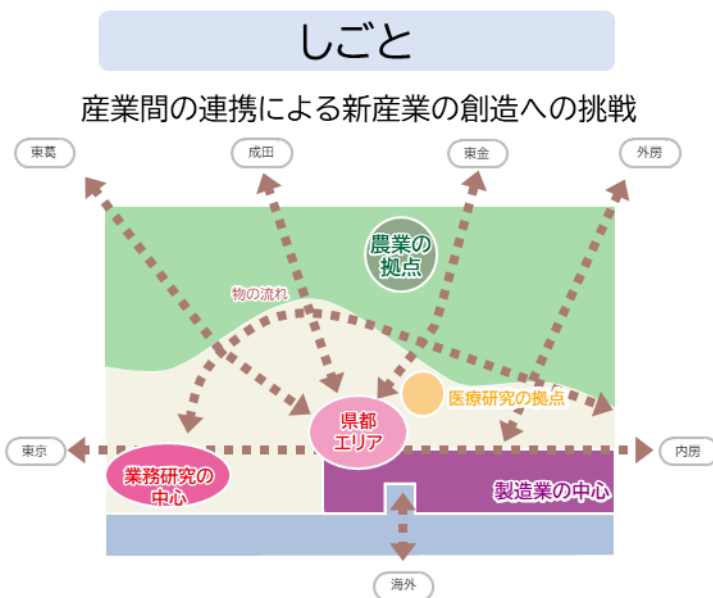 しごと
産業間の連携による新産業の創造への挑戦
東葛
成田
東金
外房
農業の
拠点
物の流れ
医療研究の拠点
県都
エリア
東京
内房
業務研究の
中心
製造業の中心
海外